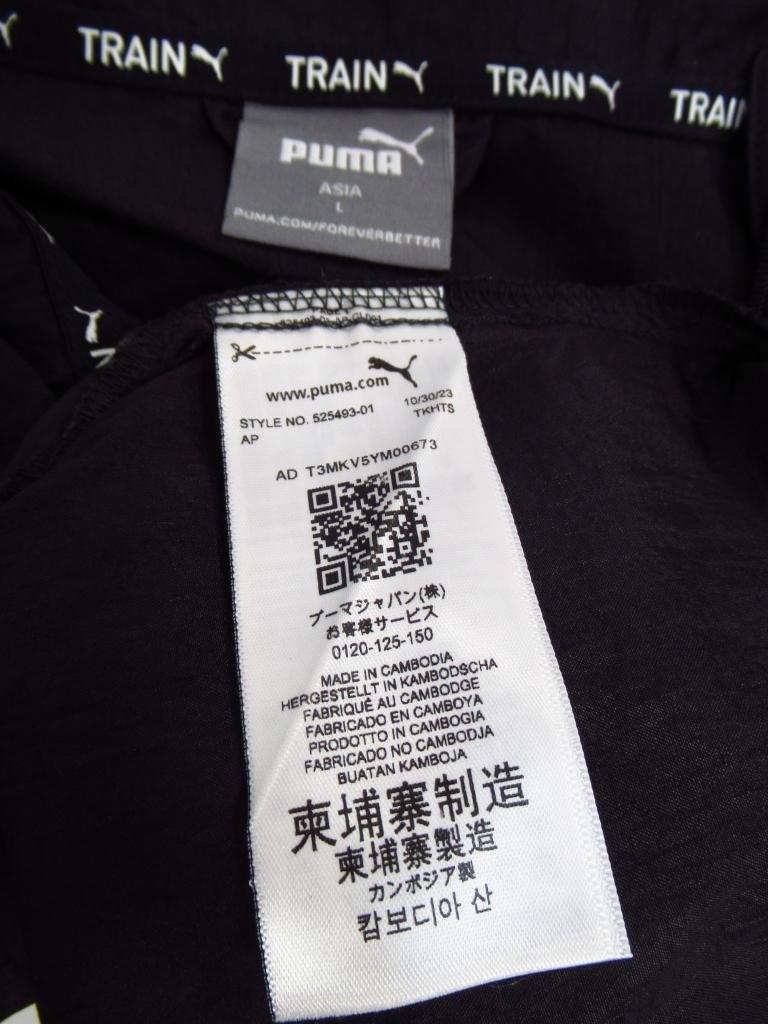 TRAIN TRAIN TRAIN TRAIN
PUMA
ASIA
L
PUMA.COM/FOREVERBETTER
www.puma.com
STYLE NO. 525493-01 10/30/23
AP TKHTS
AD T3MKV5YM00673
プーマジャパン(株)
お客様サービス
0120-125-150
MADE IN CAMBODIA
HERGESTELLT IN KAMBODSCHA
FABRIQUÉ AU CAMBODGE
FABRICADO EN CAMBOYA
PRODOTTO IN CAMBOGIA
FABRICADO NO CAMBODJA
BUATAN KAMBOJA
柬埔寨制造
柬埔寨製造
カンボジア製
캄보디아 산